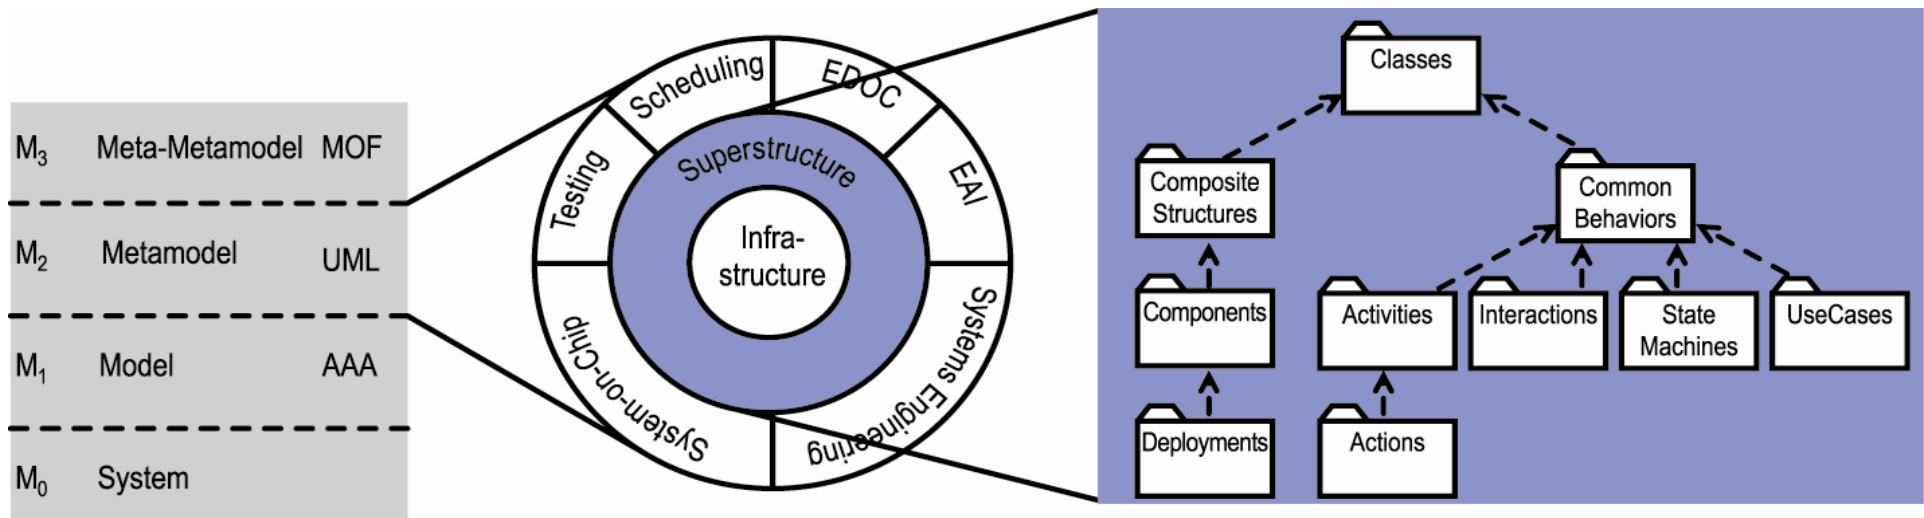 M3 Meta-Metamodel MOF
M2 Metamodel UML
M1 Model AAA
M0 System
Scheduling
EDOC
EAI
Systems Engineering
System-on-Chip
Testing
Superstructure
Infra-
structure
Classes
Composite
Structures
Common
Behaviors
Components
Activities
Interactions
State
Machines
UseCases
Deployments
Actions